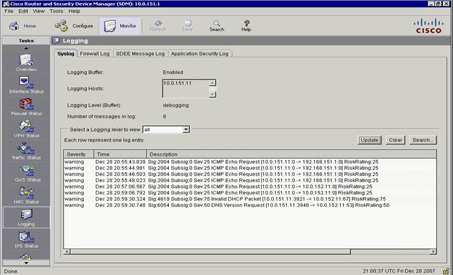 Cisco Router and Security Device Manager (SDM): 10.0.151.1
File Edit View Tools Help
Home Configure Monitor Refresh Save Search Help CISCO
Tasks
Logging
Overview
Interface Status
Firewall Status
VPN Status
Traffic Status
QoS Status
NAC Status
Logging
IPS Status
Syslog Firewall Log SDEE Message Log Application Security Log
Logging Buffer: Enabled
Logging Hosts: 10.0.151.11
Logging Level (Buffer): debugging
Number of messages in log: 8
Select a Logging level to view all
Each row represent one log entry. Update Clear Search...
Severity Time Description
warning Dec 28 20:55:43.839 Sig:2004 Subsig:0 Sev:25 ICMP Echo Request [10.0.151.11:0 -> 192.168.151.1:0] RiskRating:25
warning Dec 28 20:55:44.991 Sig:2004 Subsig:0 Sev:25 ICMP Echo Request [10.0.151.11:0 -> 192.168.151.1:0] RiskRating:25
warning Dec 28 20:55:46.503 Sig:2004 Subsig:0 Sev:25 ICMP Echo Request [10.0.151.11:0 -> 192.168.151.1:0] RiskRating:25
warning Dec 28 20:55:48.023 Sig:2004 Subsig:0 Sev:25 ICMP Echo Request [10.0.151.11:0 -> 192.168.151.1:0] RiskRating:25
warning Dec 28 20:57:06.567 Sig:2004 Subsig:0 Sev:25 ICMP Echo Request [10.0.151.11:0 -> 10.0.152.11:0] RiskRating:25
warning Dec 28 20:59:06.792 Sig:2004 Subsig:0 Sev:25 ICMP Echo Request [10.0.151.11:0 -> 10.0.152.11:0] RiskRating:25
warning Dec 28 20:59:30.324 Sig:4619 Subsig:0 Sev:75 Invalid DHCP Packet [10.0.151.11:3921 -> 10.0.152.11:67] RiskRating:75
warning Dec 28 20:59:30.748 Sig:6054 Subsig:0 Sev:50 DNS Version Request [10.0.151.11:3946 -> 10.0.152.11:53] RiskRating:50
Done. 21:00:37 UTC Fri Dec 28 2007